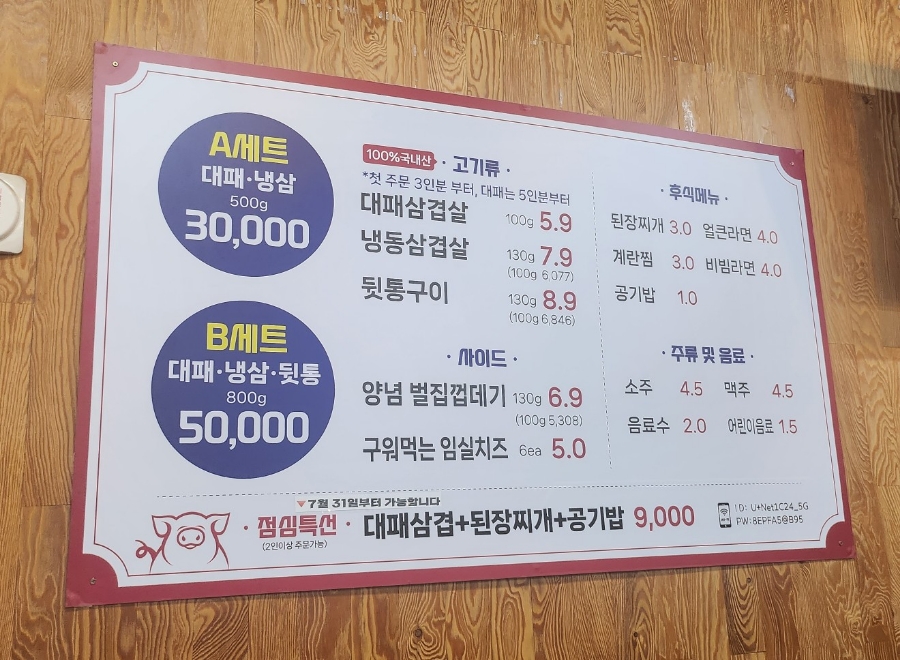 A세트
대패·냉삼
500g
30,000
B세트
대패·냉삼·뒷통
800g
50,000
100%국내산 · 고기류 ·
*첫 주문 3인분 부터, 대패는 5인분부터
대패삼겹살 100g 5.9
냉동삼겹살 130g 7.9
(100g 6,077)
뒷통구이 130g 8.9
(100g 6,846)
· 사이드 ·
양념 벌집껍데기 130g 6.9
(100g 5,308)
구워먹는 임실치즈 6ea 5.0
· 후식메뉴 ·
된장찌개 3.0 얼큰라면 4.0
계란찜 3.0 비빔라면 4.0
공기밥 1.0
· 주류 및 음료 ·
소주 4.5 맥주 4.5
음료수 2.0 어린이음료 1.5
▼7월 31일부터 가능합니다
· 점심특선 · 대패삼겹+된장찌개+공기밥 9,000
(2인이상 주문가능)
ID: U+Net1C24_5G
PW:8EPFA5@B95